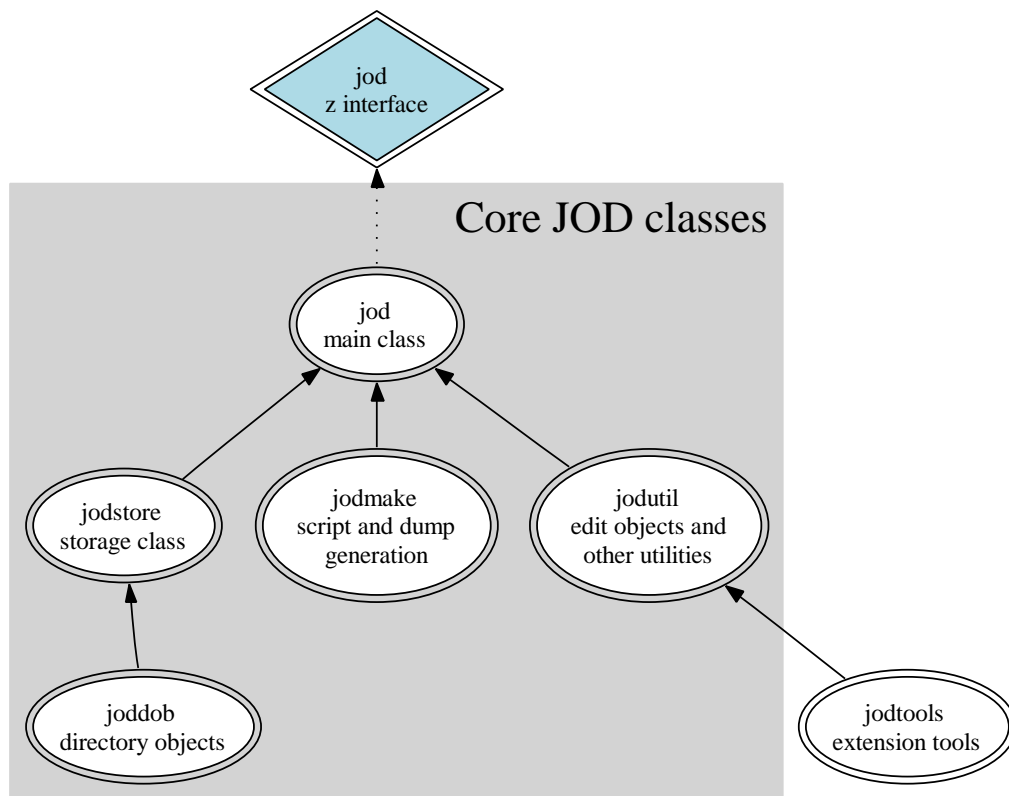 jod
z interface
Core JOD classes
jod
main class
jodstore
storage class
jodmake
script and dump
generation
jodutil
edit objects and
other utilities
joddob
directory objects
jodtools
extension tools